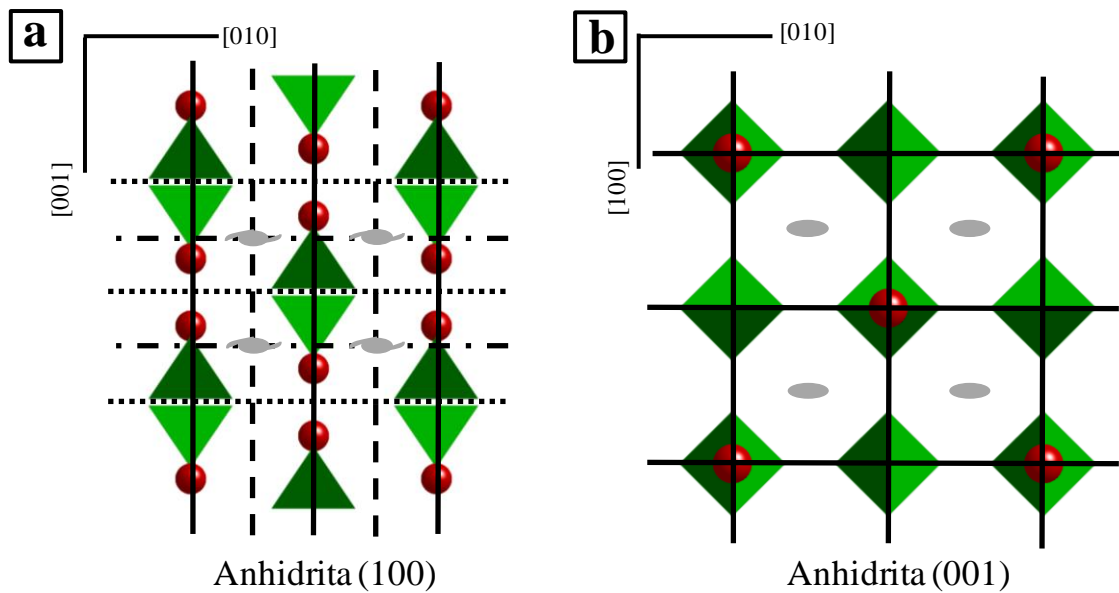 a
[010]
[001]
Anhidrita (100)
b
[010]
[100]
Anhidrita (001)